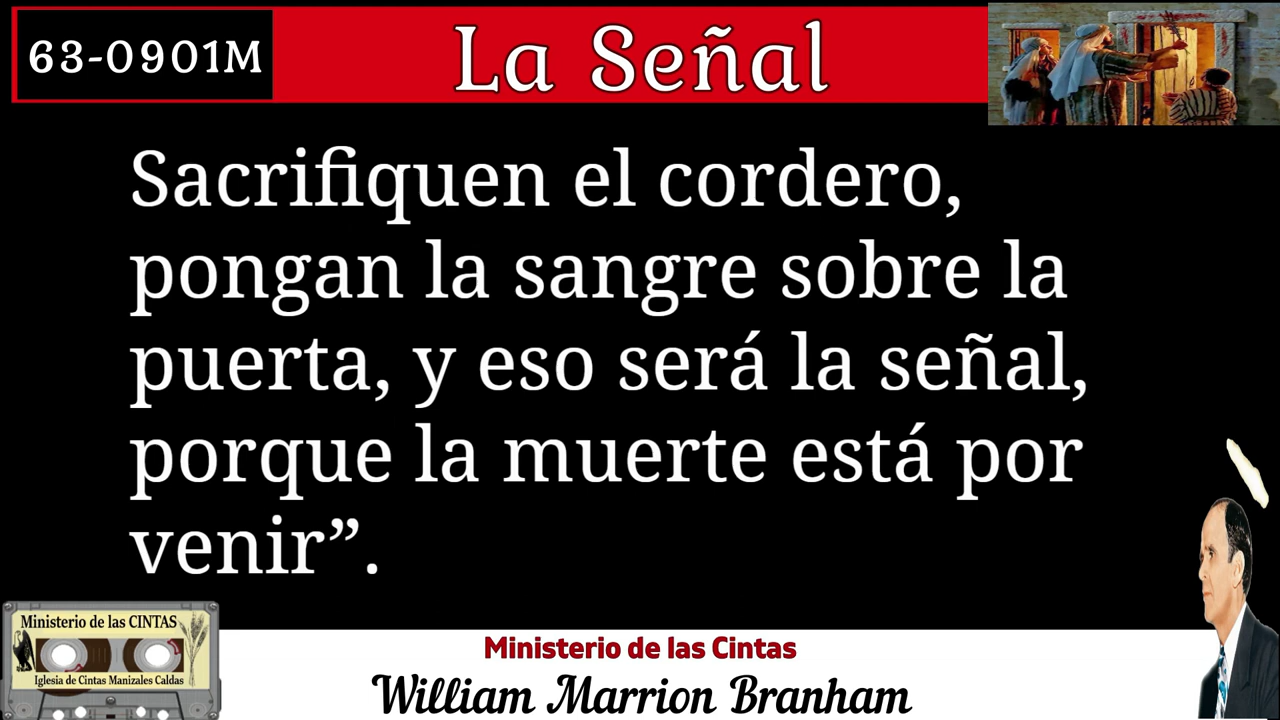 63-0901M
La Señal
Sacrifiquen el cordero,
pongan la sangre sobre la
puerta, y eso será la señal,
porque la muerte está por
venir”.
Ministerio de las CINTAS
Iglesia de Cintas Manizales Caldas
Ministerio de las Cintas
William Marrion Branham